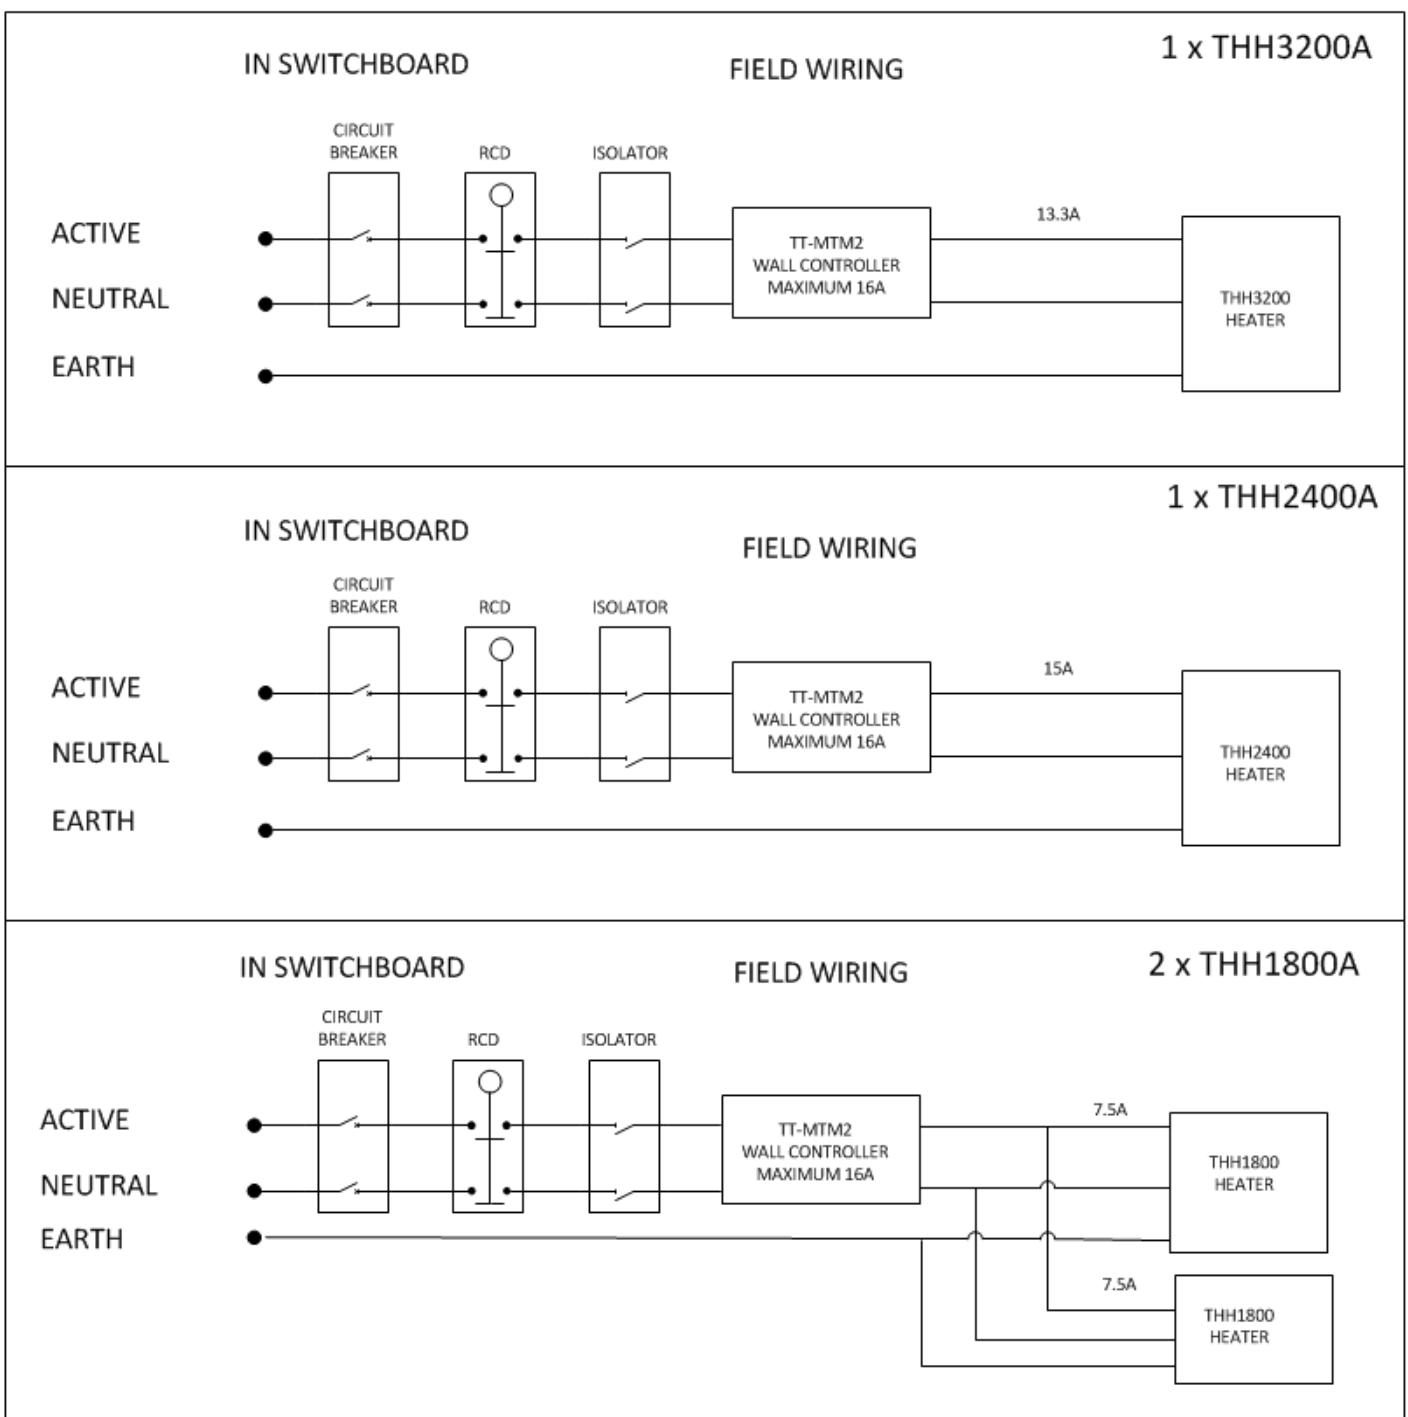 1 x THH3200A
IN SWITCHBOARD
FIELD WIRING
CIRCUIT
BREAKER
RCD
ISOLATOR
ACTIVE
NEUTRAL
EARTH
TT-MTM2
WALL CONTROLLER
MAXIMUM 16A
13.3A
THH3200
HEATER
1 x THH2400A
IN SWITCHBOARD
FIELD WIRING
CIRCUIT
BREAKER
RCD
ISOLATOR
ACTIVE
NEUTRAL
EARTH
TT-MTM2
WALL CONTROLLER
MAXIMUM 16A
15A
THH2400
HEATER
2 x THH1800A
IN SWITCHBOARD
FIELD WIRING
CIRCUIT
BREAKER
RCD
ISOLATOR
ACTIVE
NEUTRAL
EARTH
TT-MTM2
WALL CONTROLLER
MAXIMUM 16A
7.5A
THH1800
HEATER
7.5A
THH1800
HEATER